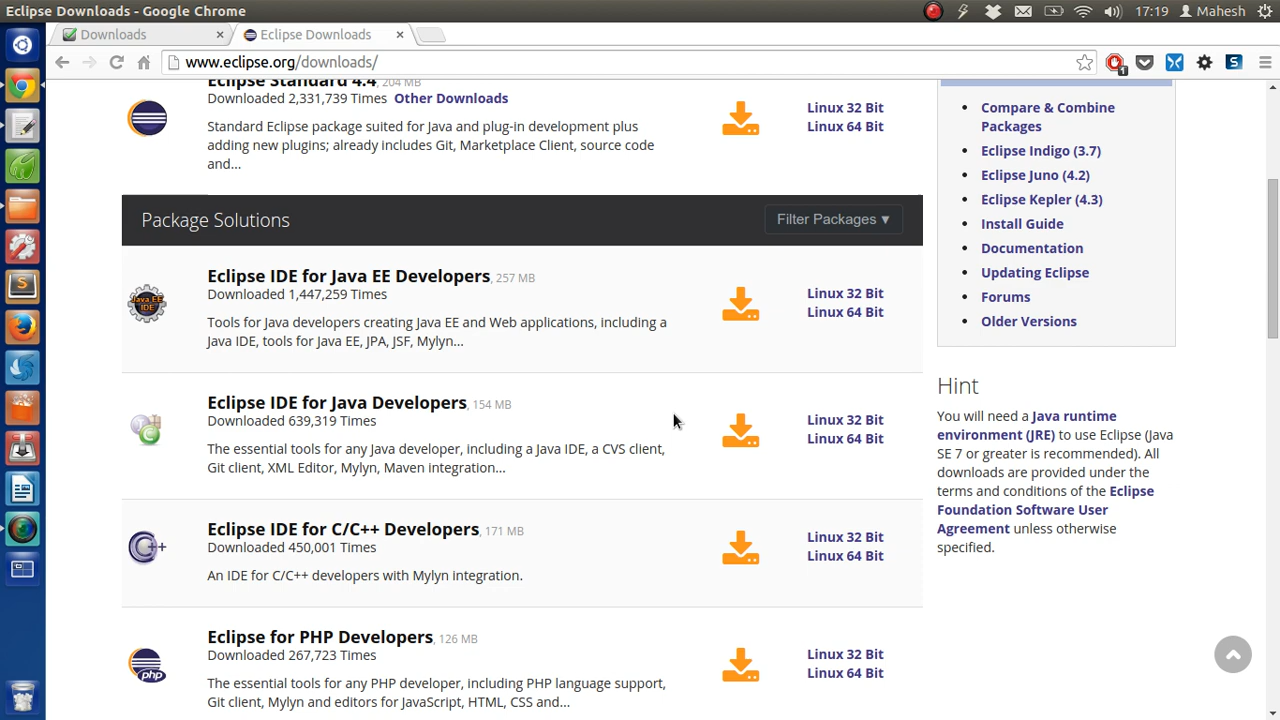 Eclipse Downloads - Google Chrome
17:19 Mahesh
Downloads × Eclipse Downloads ×
www.eclipse.org/downloads/
1
Eclipse Standard 4.4, 204 MB
Downloaded 2,331,739 Times Other Downloads
Standard Eclipse package suited for Java and plug-in development plus
adding new plugins; already includes Git, Marketplace Client, source code
and...
Linux 32 Bit
Linux 64 Bit
Package Solutions
Filter Packages ▾
Java EE
IDE
Eclipse IDE for Java EE Developers, 257 MB
Downloaded 1,447,259 Times
Tools for Java developers creating Java EE and Web applications, including a
Java IDE, tools for Java EE, JPA, JSF, Mylyn...
Linux 32 Bit
Linux 64 Bit
Eclipse IDE for Java Developers, 154 MB
Downloaded 639,319 Times
The essential tools for any Java developer, including a Java IDE, a CVS client,
Git client, XML Editor, Mylyn, Maven integration...
Linux 32 Bit
Linux 64 Bit
C++
Eclipse IDE for C/C++ Developers, 171 MB
Downloaded 450,001 Times
An IDE for C/C++ developers with Mylyn integration.
Linux 32 Bit
Linux 64 Bit
php
Eclipse for PHP Developers, 126 MB
Downloaded 267,723 Times
The essential tools for any PHP developer, including PHP language support,
Git client, Mylyn and editors for JavaScript, HTML, CSS and...
Linux 32 Bit
Linux 64 Bit
Compare & Combine
Packages
Eclipse Indigo (3.7)
Eclipse Juno (4.2)
Eclipse Kepler (4.3)
Install Guide
Documentation
Updating Eclipse
Forums
Older Versions
Hint
You will need a Java runtime
environment (JRE) to use Eclipse (Java
SE 7 or greater is recommended). All
downloads are provided under the
terms and conditions of the Eclipse
Foundation Software User
Agreement unless otherwise
specified.